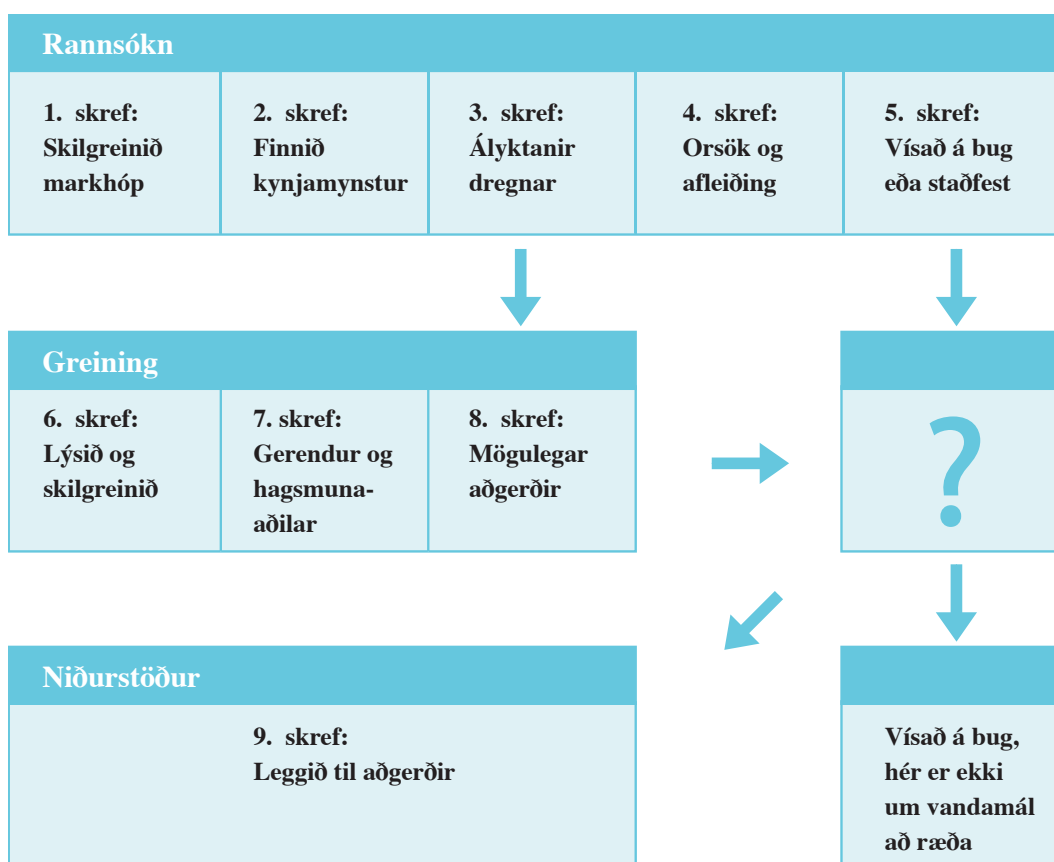 Rannsókn
1. skref:
Skilgreinið
markhóp
2. skref:
Finnið
kynjamynstur
3. skref:
Ályktanir
dregnar
4. skref:
Orsök og
afleiðing
5. skref:
Vísað á bug
eða staðfest
Greining
6. skref:
Lýsið og
skilgreinið
7. skref:
Gerendur og
hagsmuna-
aðilar
8. skref:
Mögulegar
aðgerðir
?
Niðurstöður
9. skref:
Leggið til aðgerðir
Vísað á bug,
hér er ekki
um vandamál
að ræða